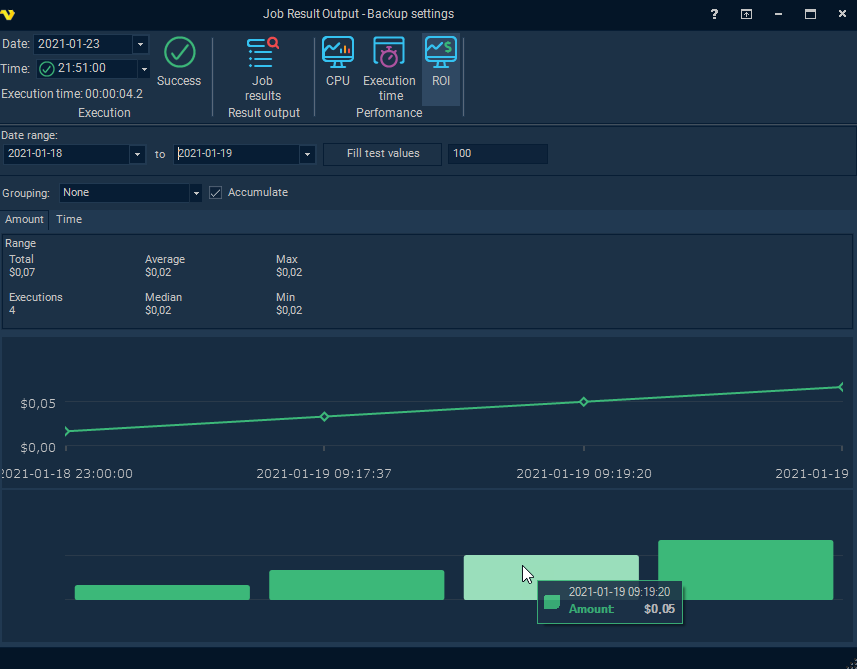 Job Result Output - Backup settings
?
Date: 2021-01-23
Time: 21:51:00
Execution time: 00:00:04.2
Success
Execution
Job results
Result output
CPU
Execution time
ROI
Perfomance
Date range:
2021-01-18 to 2021-01-19 Fill test values 100
Grouping: None Accumulate
Amount Time
Range
Total Average Max
$0,07 $0,02 $0,02
Executions Median Min
4 $0,02 $0,02
$0,05
$0,00
2021-01-18 23:00:00 2021-01-19 09:17:37 2021-01-19 09:19:20 2021-01-19
2021-01-19 09:19:20
Amount: $0,05